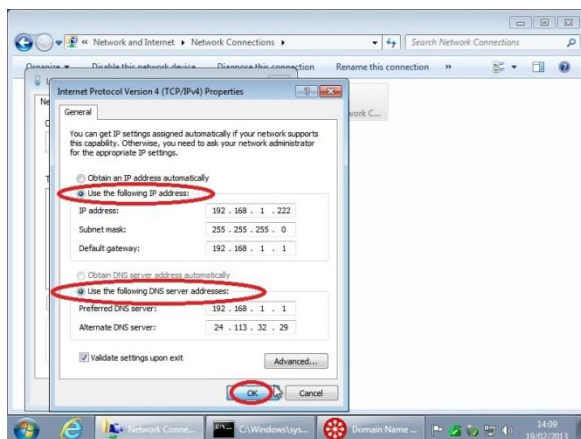 « Network and Internet ▸ Network Connections ▸
Search Network Connections
Organize Disable this network device Diagnose this connection Rename this connection »
Internet Protocol Version 4 (TCP/IPv4) Properties
General
You can get IP settings assigned automatically if your network supports
this capability. Otherwise, you need to ask your network administrator
for the appropriate IP settings.
Obtain an IP address automatically
Use the following IP address:
IP address: 192 . 168 . 1 . 222
Subnet mask: 255 . 255 . 255 . 0
Default gateway: 192 . 168 . 1 . 1
Obtain DNS server address automatically
Use the following DNS server addresses:
Preferred DNS server: 192 . 168 . 1 . 1
Alternate DNS server: 24 . 113 . 32 . 29
Validate settings upon exit
Advanced...
OK Cancel
work C...
Network Conne... C:\Windows\sys... Domain Name ...
14:09
19/02/2013